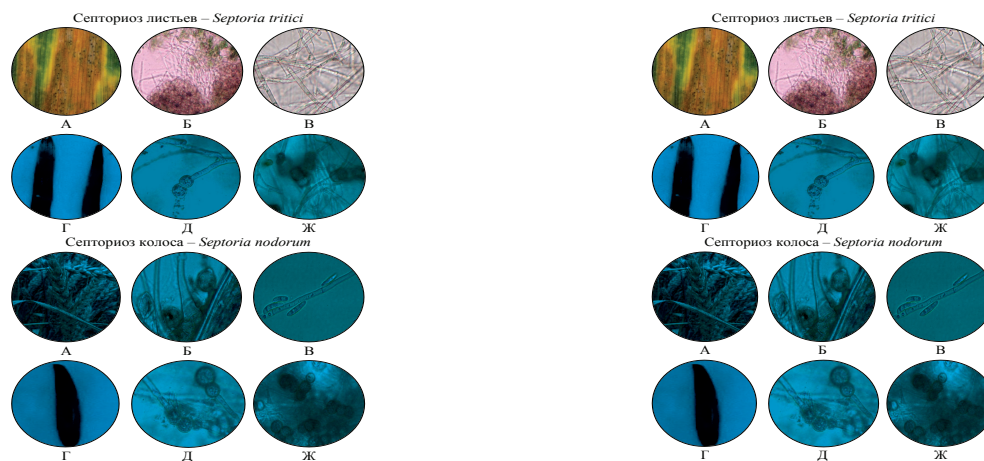 Септориоз листьев – Septoria tritici
А Б В
Г Д Ж
Септориоз колоса – Septoria nodorum
А Б В
Г Д Ж
Септориоз листьев – Septoria tritici
А Б В
Г Д Ж
Септориоз колоса – Septoria nodorum
А Б В
Г Д Ж